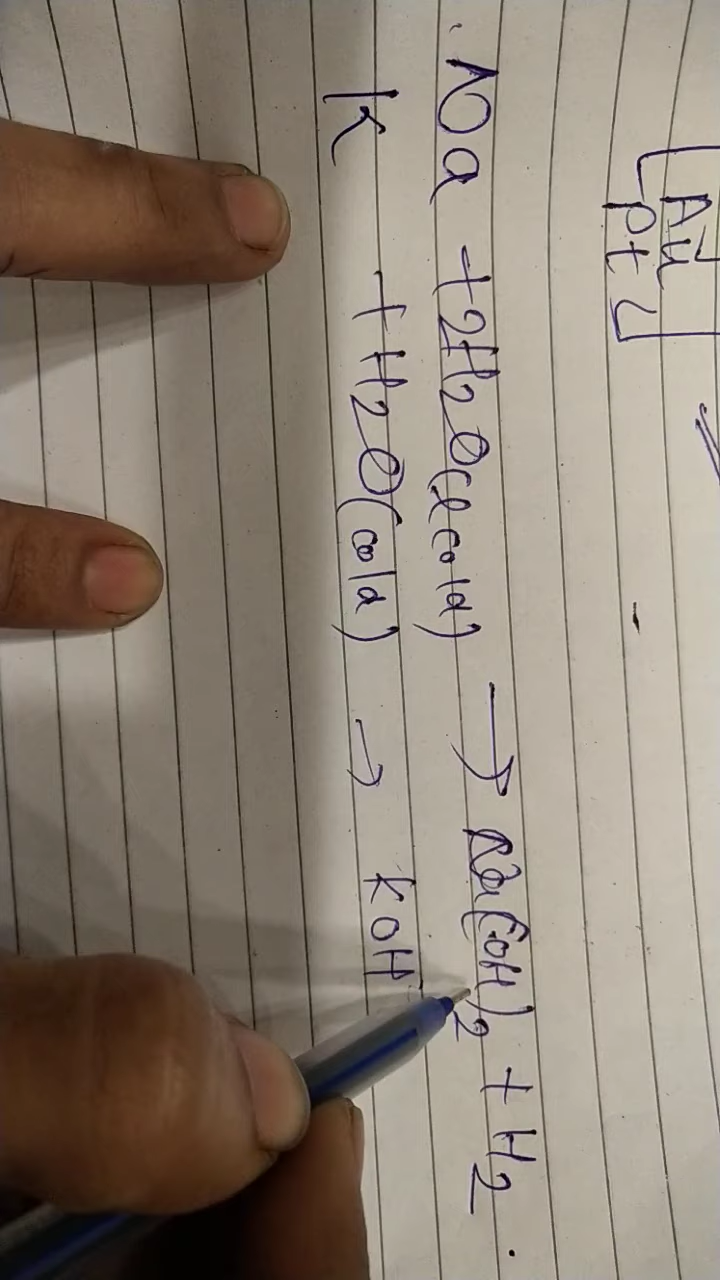 [Au
Pt]
Na + 2H2O(cold) → Na(OH)2 + H2.
K + H2O(cold) → KOH